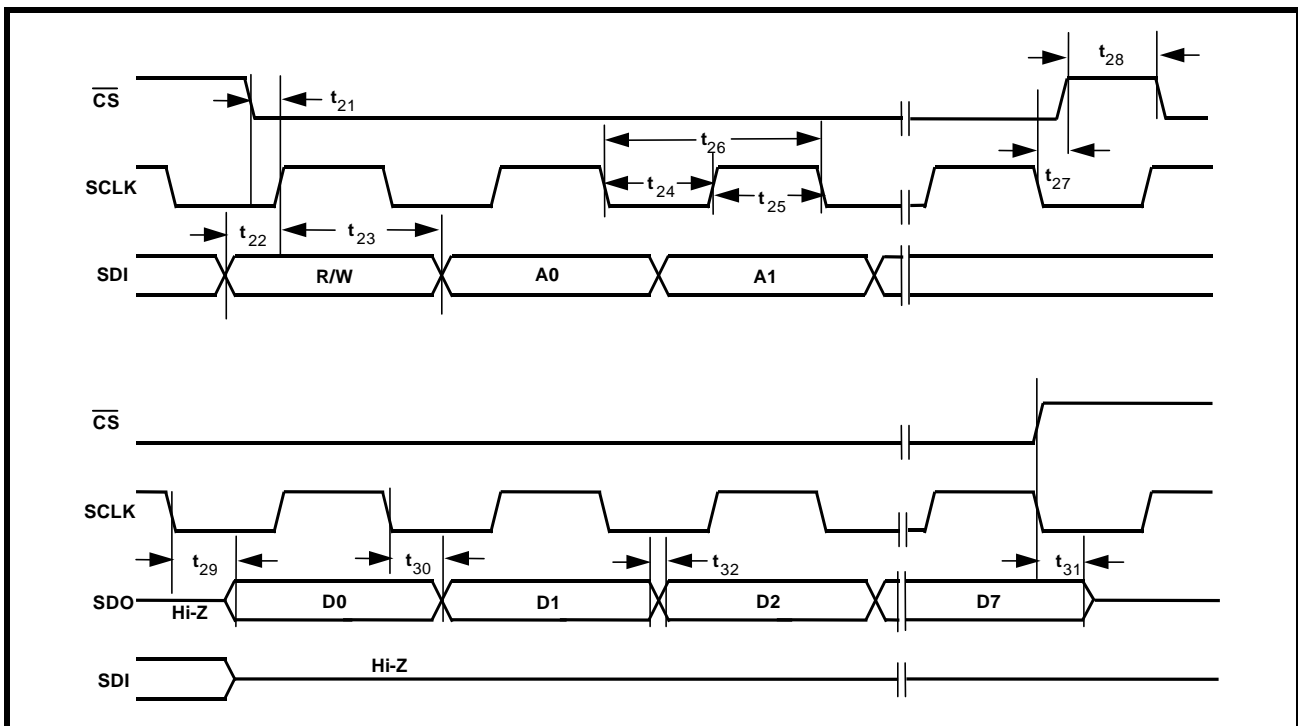 t28
CS
t21
t26
SCLK
t24
t25
t27
t22
t23
SDI
R/W
A0
A1
CS
SCLK
t29
t30
t32
t31
SDO
Hi-Z
D0
D1
D2
D7
SDI
Hi-Z